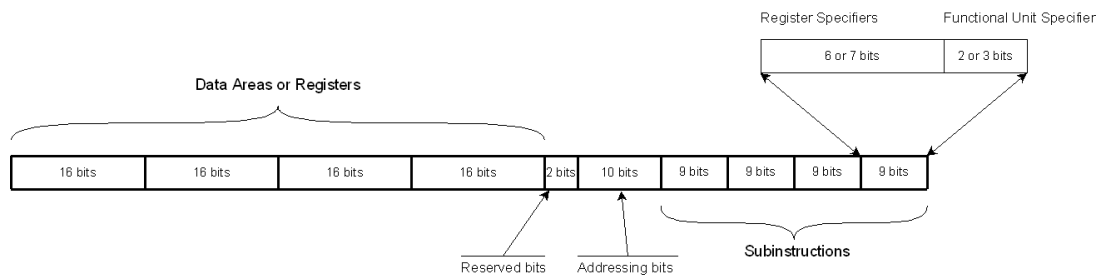 Register Specifiers Functional Unit Specifier
6 or 7 bits 2 or 3 bits
Data Areas or Registers
16 bits 16 bits 16 bits 16 bits 2 bits 10 bits 9 bits 9 bits 9 bits 9 bits
Subinstructions
Reserved bits Addressing bits